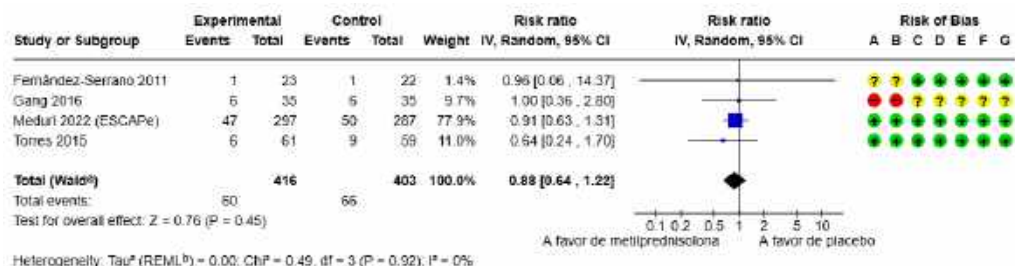 Experimental Control Risk ratio Risk ratio Risk of Bias
Study or Subgroup Events Total Events Total Weight IV, Random, 95% CI IV, Random, 95% CI A B C D E F G
Fernández-Serrano 2011 1 23 1 22 1.4% 0.96 [0.06 , 14.37] ? ? + + + + +
Gang 2016 6 35 6 35 9.7% 1.00 [0.36 , 2.80] − − ? ? ? ? ?
Meduri 2022 (ESCAPe) 47 297 50 287 77.9% 0.91 [0.63 , 1.31] + + + + + + +
Torres 2015 6 61 9 59 11.0% 0.64 [0.24 , 1.70] + + + + + + +
Total (Waldᵃ) 416 403 100.0% 0.88 [0.64 , 1.22]
Total events: 60 66
Test for overall effect: Z = 0.76 (P = 0.45)
0.1 0.2 0.5 1 2 5 10
A favor de metilprednisolona A favor de placebo
Heterogeneity: Tau² (REMLᵇ) = 0.00; Chi² = 0.49, df = 3 (P = 0.92); I² = 0%